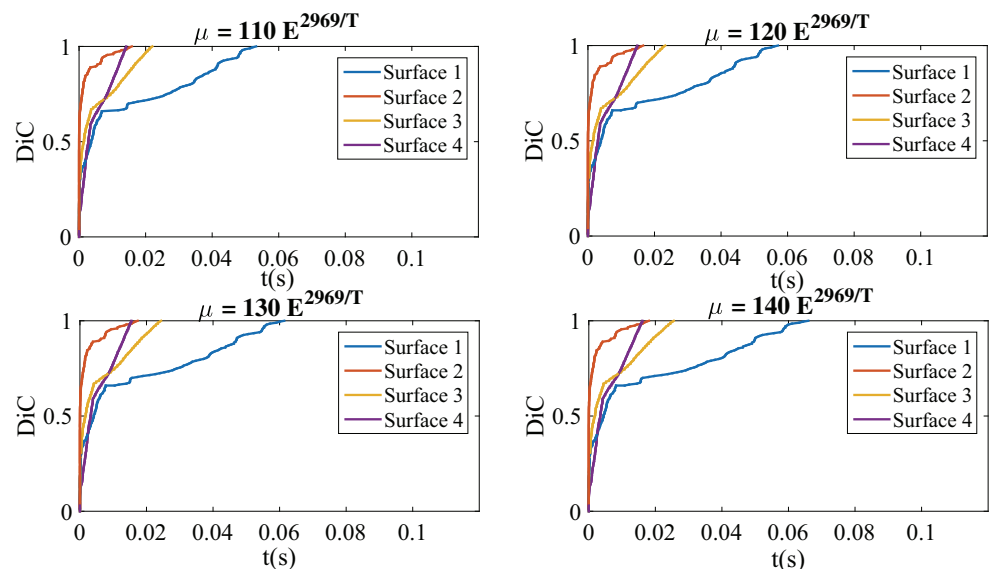 μ = 110 E^2969/T
1
0.5
0
DiC
Surface 1
Surface 2
Surface 3
Surface 4
0 0.02 0.04 0.06 0.08 0.1
t(s)
μ = 120 E^2969/T
1
0.5
0
DiC
Surface 1
Surface 2
Surface 3
Surface 4
0 0.02 0.04 0.06 0.08 0.1
t(s)
μ = 130 E^2969/T
1
0.5
0
DiC
Surface 1
Surface 2
Surface 3
Surface 4
0 0.02 0.04 0.06 0.08 0.1
t(s)
μ = 140 E^2969/T
1
0.5
0
DiC
Surface 1
Surface 2
Surface 3
Surface 4
0 0.02 0.04 0.06 0.08 0.1
t(s)